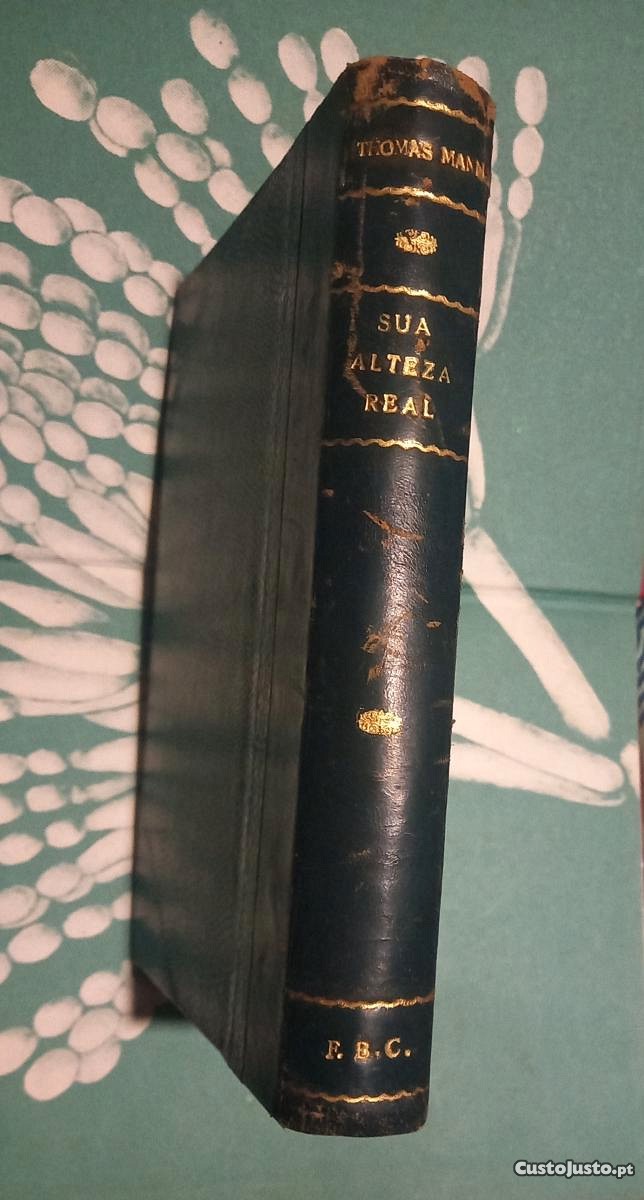 THOMAS MANN
SUA
ALTEZA
REAL
F. B. C.
CustoJusto.pt